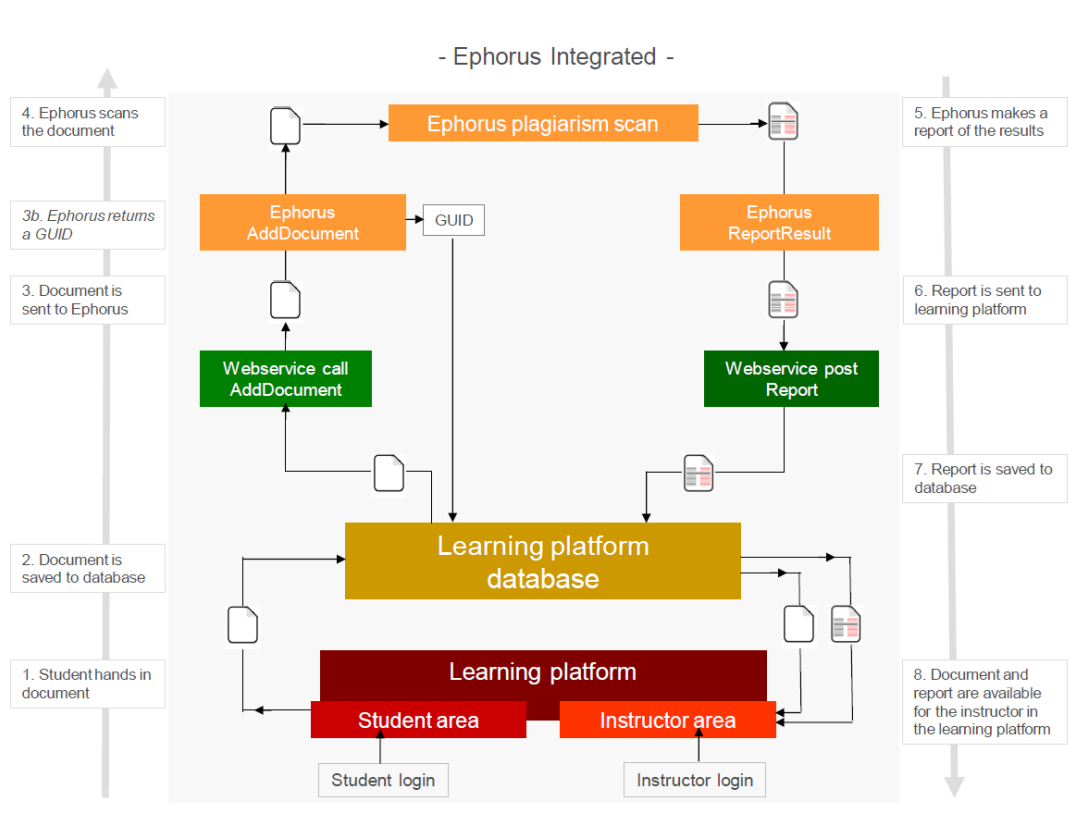 - Ephorus Integrated -
4. Ephorus scans
the document
Ephorus plagiarism scan
5. Ephorus makes a
report of the results
3b. Ephorus returns
a GUID
Ephorus
AddDocument
GUID
Ephorus
ReportResult
3. Document is
sent to Ephorus
6. Report is sent to
learning platform
Webservice call
AddDocument
Webservice post
Report
7. Report is saved to
database
2. Document is
saved to database
Learning platform
database
1. Student hands in
document
Learning platform
Student area
Instructor area
8. Document and
report are available
for the instructor in
the learning platform
Student login
Instructor login